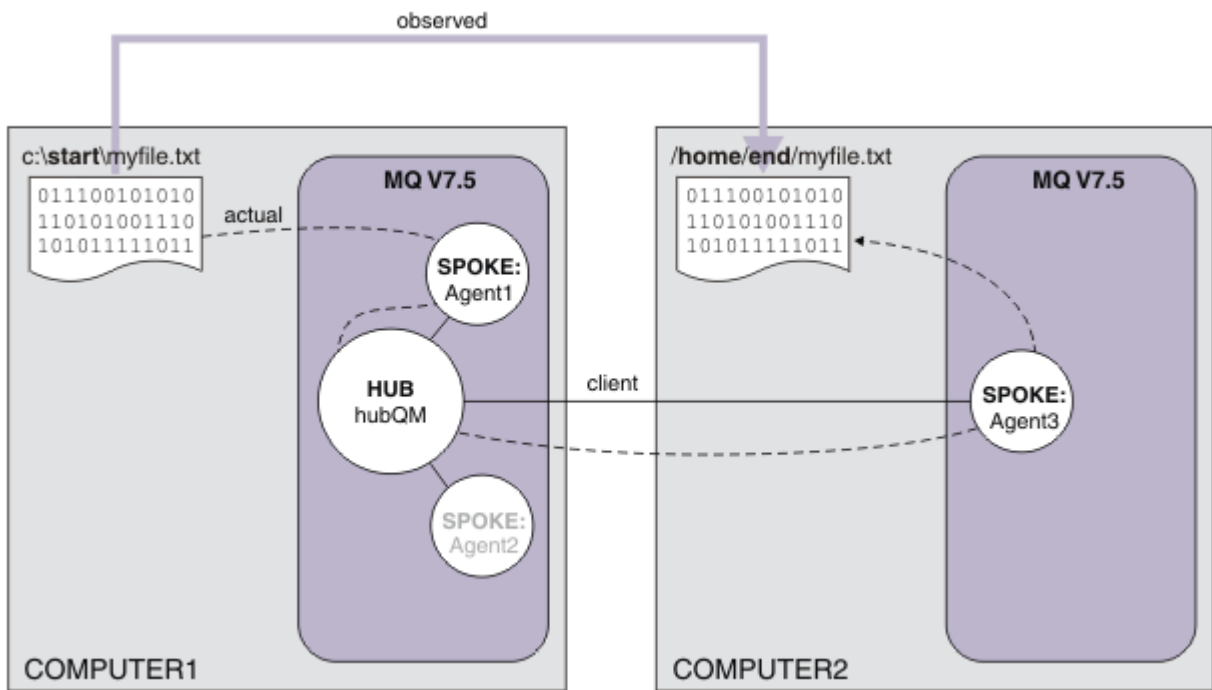 observed
c:\start\myfile.txt
011100101010
110101001110
101011111011
actual
MQ V7.5
SPOKE:
Agent1
HUB
hubQM
SPOKE:
Agent2
COMPUTER1
client
/home/end/myfile.txt
011100101010
110101001110
101011111011
MQ V7.5
SPOKE:
Agent3
COMPUTER2